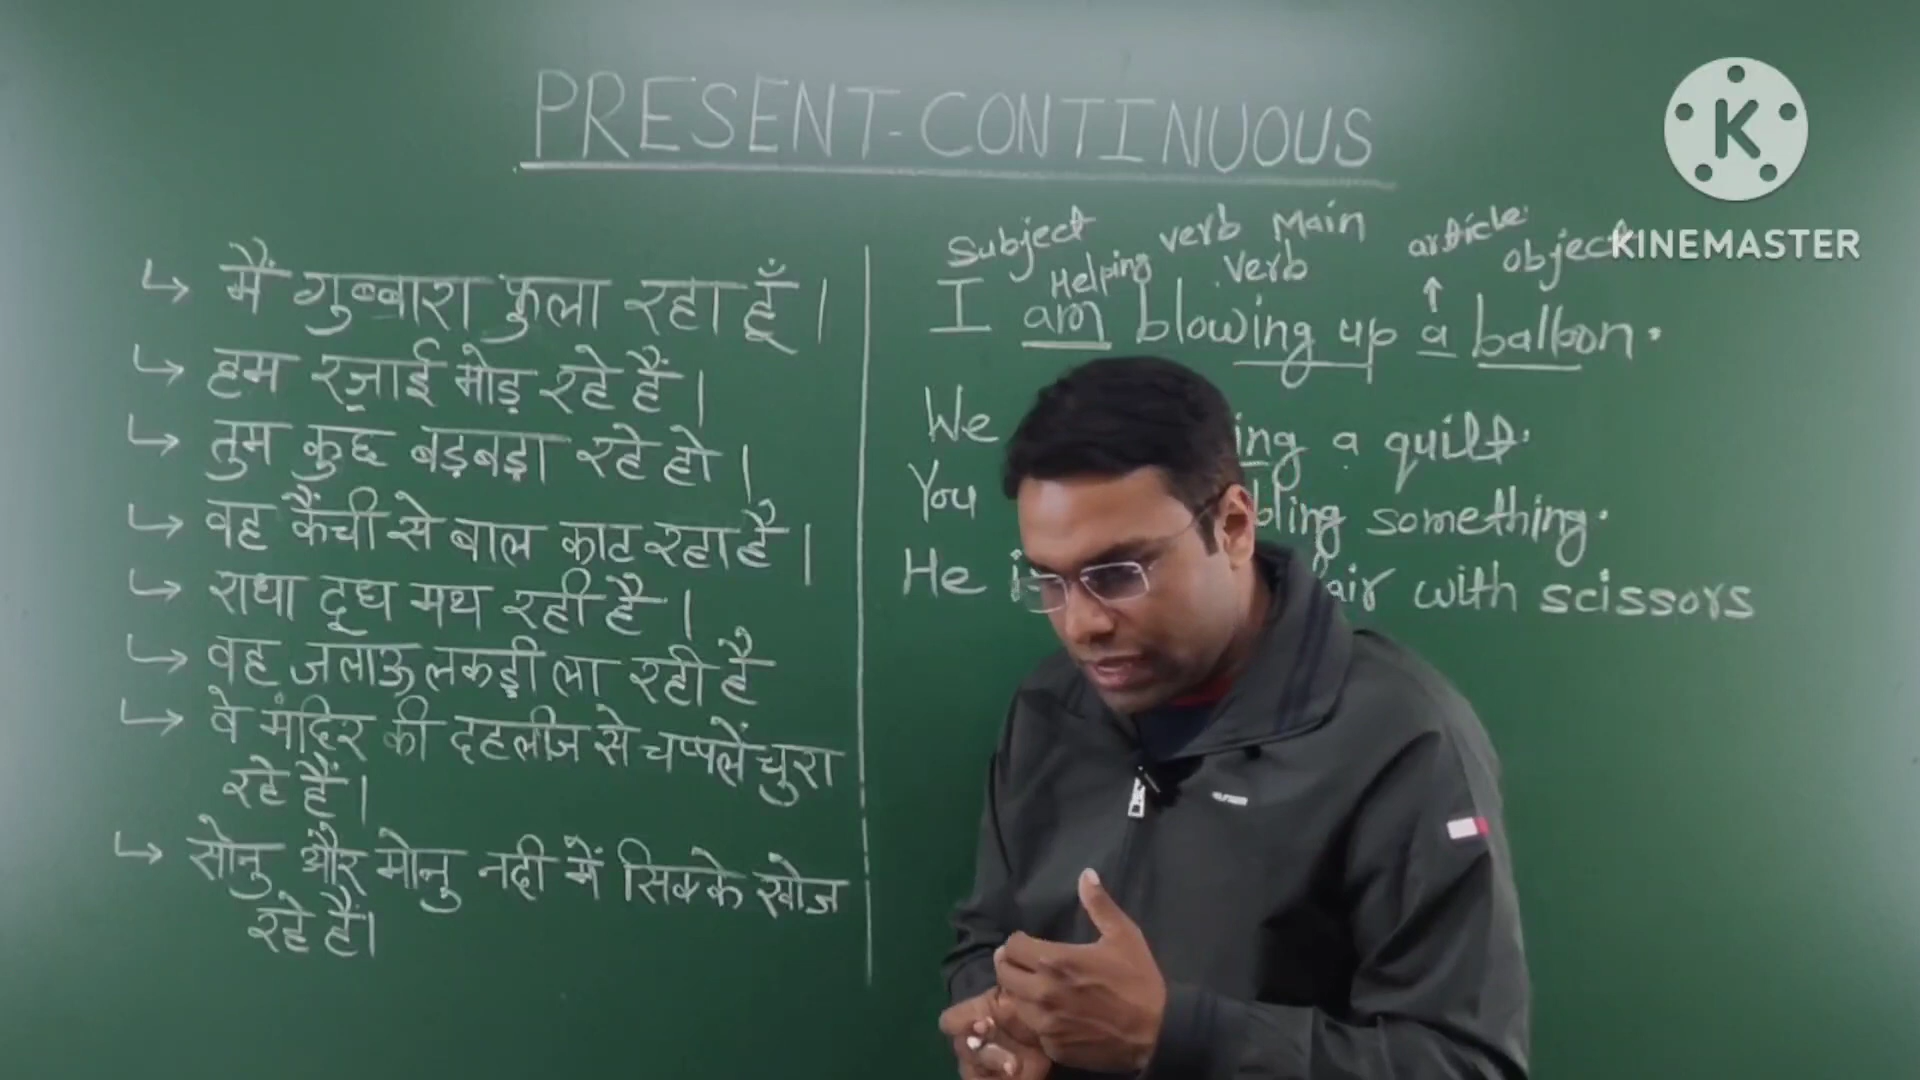 PRESENT-CONTINUOUS
KINEMASTER
→ मैं गुब्बारा फुला रहा हूँ।
→ हम रज़ाई मोड़ रहे हैं।
→ तुम कुछ बड़बड़ा रहे हो।
→ वह कैंची से बाल काट रहा है।
→ राधा दूध मथ रही है।
→ वह जलाऊ लकड़ी ला रही है
→ वे मंदिर की दहलीज से चप्पलें चुरा
रहे हैं।
→ सोनु और मोनु नदी में सिक्के खोज
रहे हैं।
Subject Helping verb Main Verb article object
I am blowing up a balloon.
We ing a quilt.
You bling something.
He with scissors